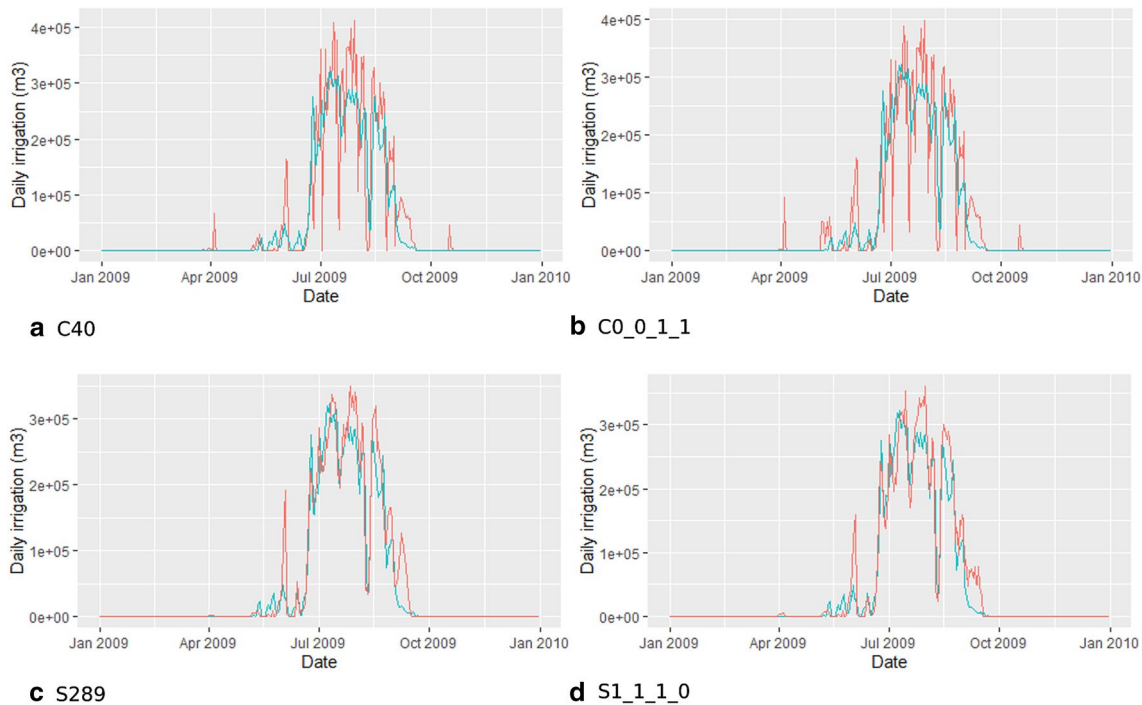 Daily irrigation (m3)
4e+05
3e+05
2e+05
1e+05
0e+00
Jan 2009 Apr 2009 Jul 2009 Oct 2009 Jan 2010
Date
a C40
Daily irrigation (m3)
4e+05
3e+05
2e+05
1e+05
0e+00
Jan 2009 Apr 2009 Jul 2009 Oct 2009 Jan 2010
Date
b C0_0_1_1
Daily irrigation (m3)
3e+05
2e+05
1e+05
0e+00
Jan 2009 Apr 2009 Jul 2009 Oct 2009 Jan 2010
Date
c S289
Daily irrigation (m3)
3e+05
2e+05
1e+05
0e+00
Jan 2009 Apr 2009 Jul 2009 Oct 2009 Jan 2010
Date
d S1_1_1_0